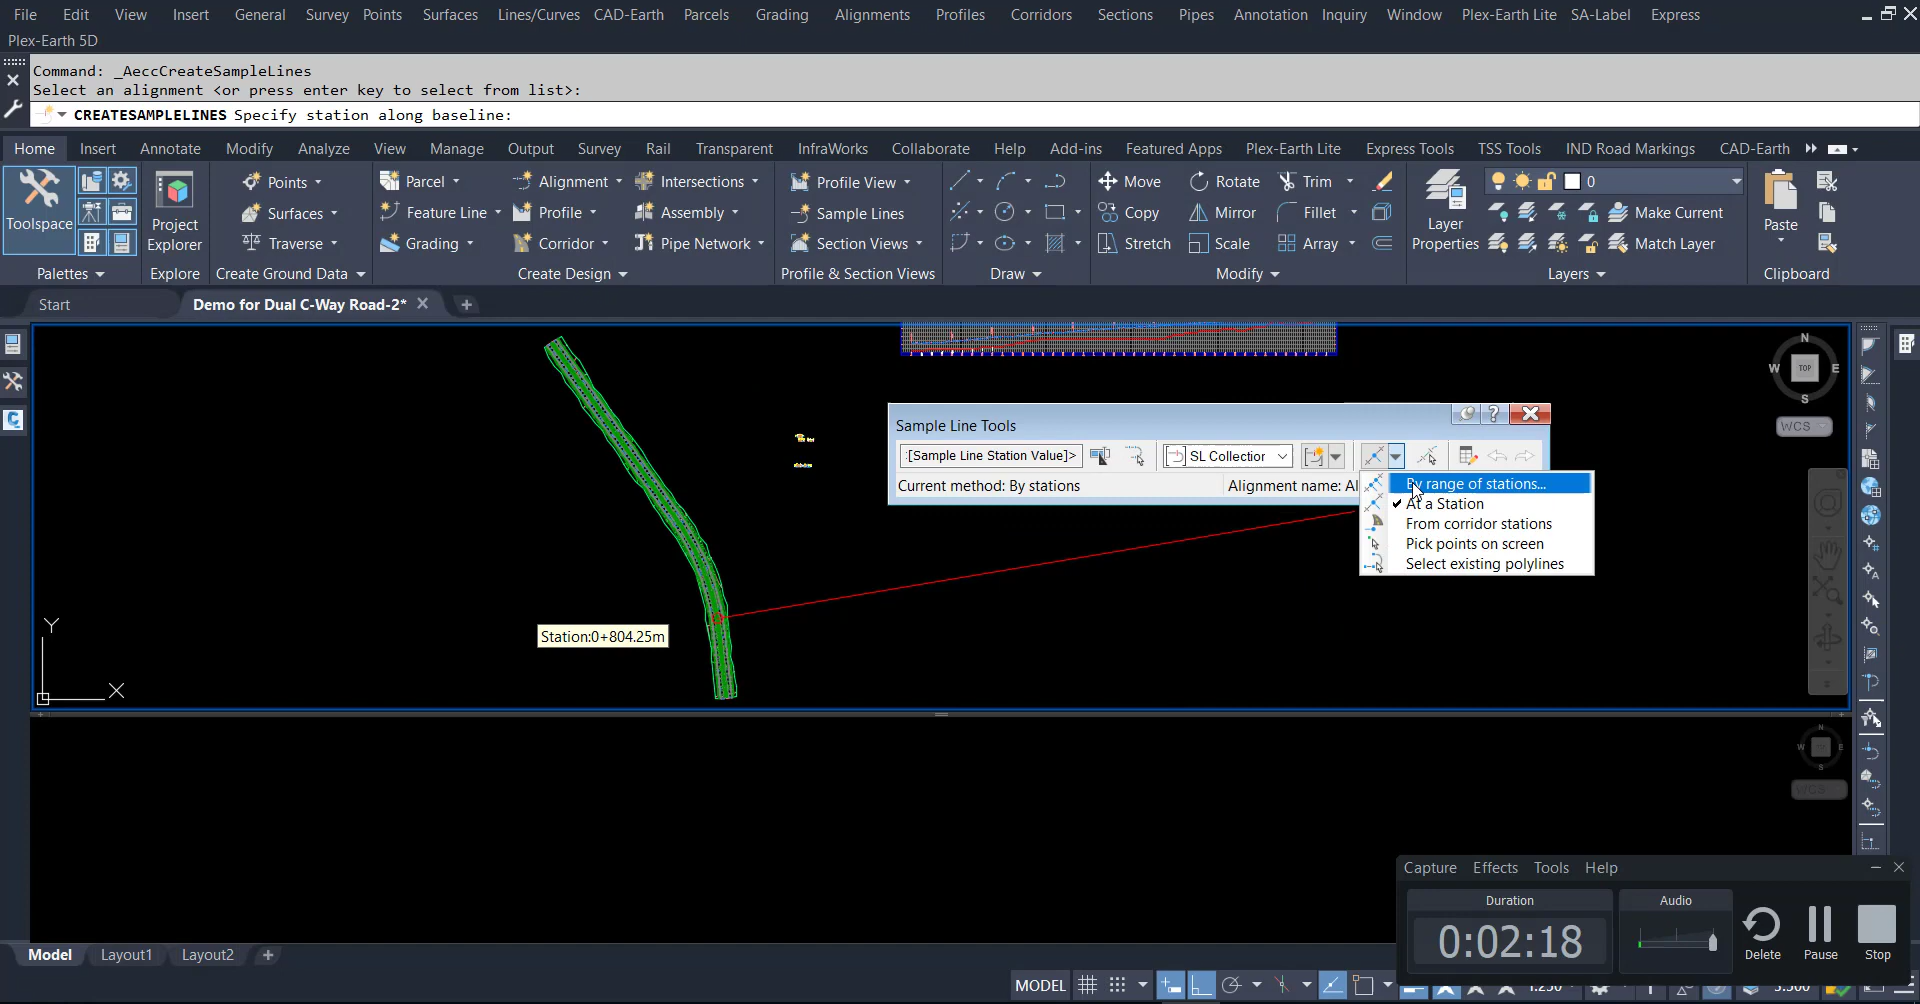 File Edit View Insert General Survey Points Surfaces Lines/Curves CAD-Earth Parcels Grading Alignments Profiles Corridors Sections Pipes Annotation Inquiry Window Plex-Earth Lite SA-Label Express
Plex-Earth 5D
Command: _AeccCreateSampleLines
Select an alignment <or press enter key to select from list>:
CREATESAMPLELINES Specify station along baseline:
Home Insert Annotate Modify Analyze View Manage Output Survey Rail Transparent InfraWorks Collaborate Help Add-ins Featured Apps Plex-Earth Lite Express Tools TSS Tools IND Road Markings CAD-Earth
Points Parcel Alignment Intersections Profile View Move Rotate Trim 0
Toolspace Project Explorer Surfaces Feature Line Profile Assembly Sample Lines Copy Mirror Fillet Layer Properties Make Current Paste
Traverse Grading Corridor Pipe Network Section Views Stretch Scale Array Match Layer
Palettes Explore Create Ground Data Create Design Profile & Section Views Draw Modify Layers Clipboard
Start Demo for Dual C-Way Road-2*
N
W TOP E
S
WCS
Sample Line Tools
:[Sample Line Station Value]> SL Collection
Current method: By stations Alignment name: Al
By range of stations...
At a Station
From corridor stations
Pick points on screen
Select existing polylines
Station:0+804.25m
Y
X
N
W E
S
WCS
Capture Effects Tools Help
Duration Audio
0:02:18
Delete Pause Stop
Model Layout1 Layout2
MODEL 3.500